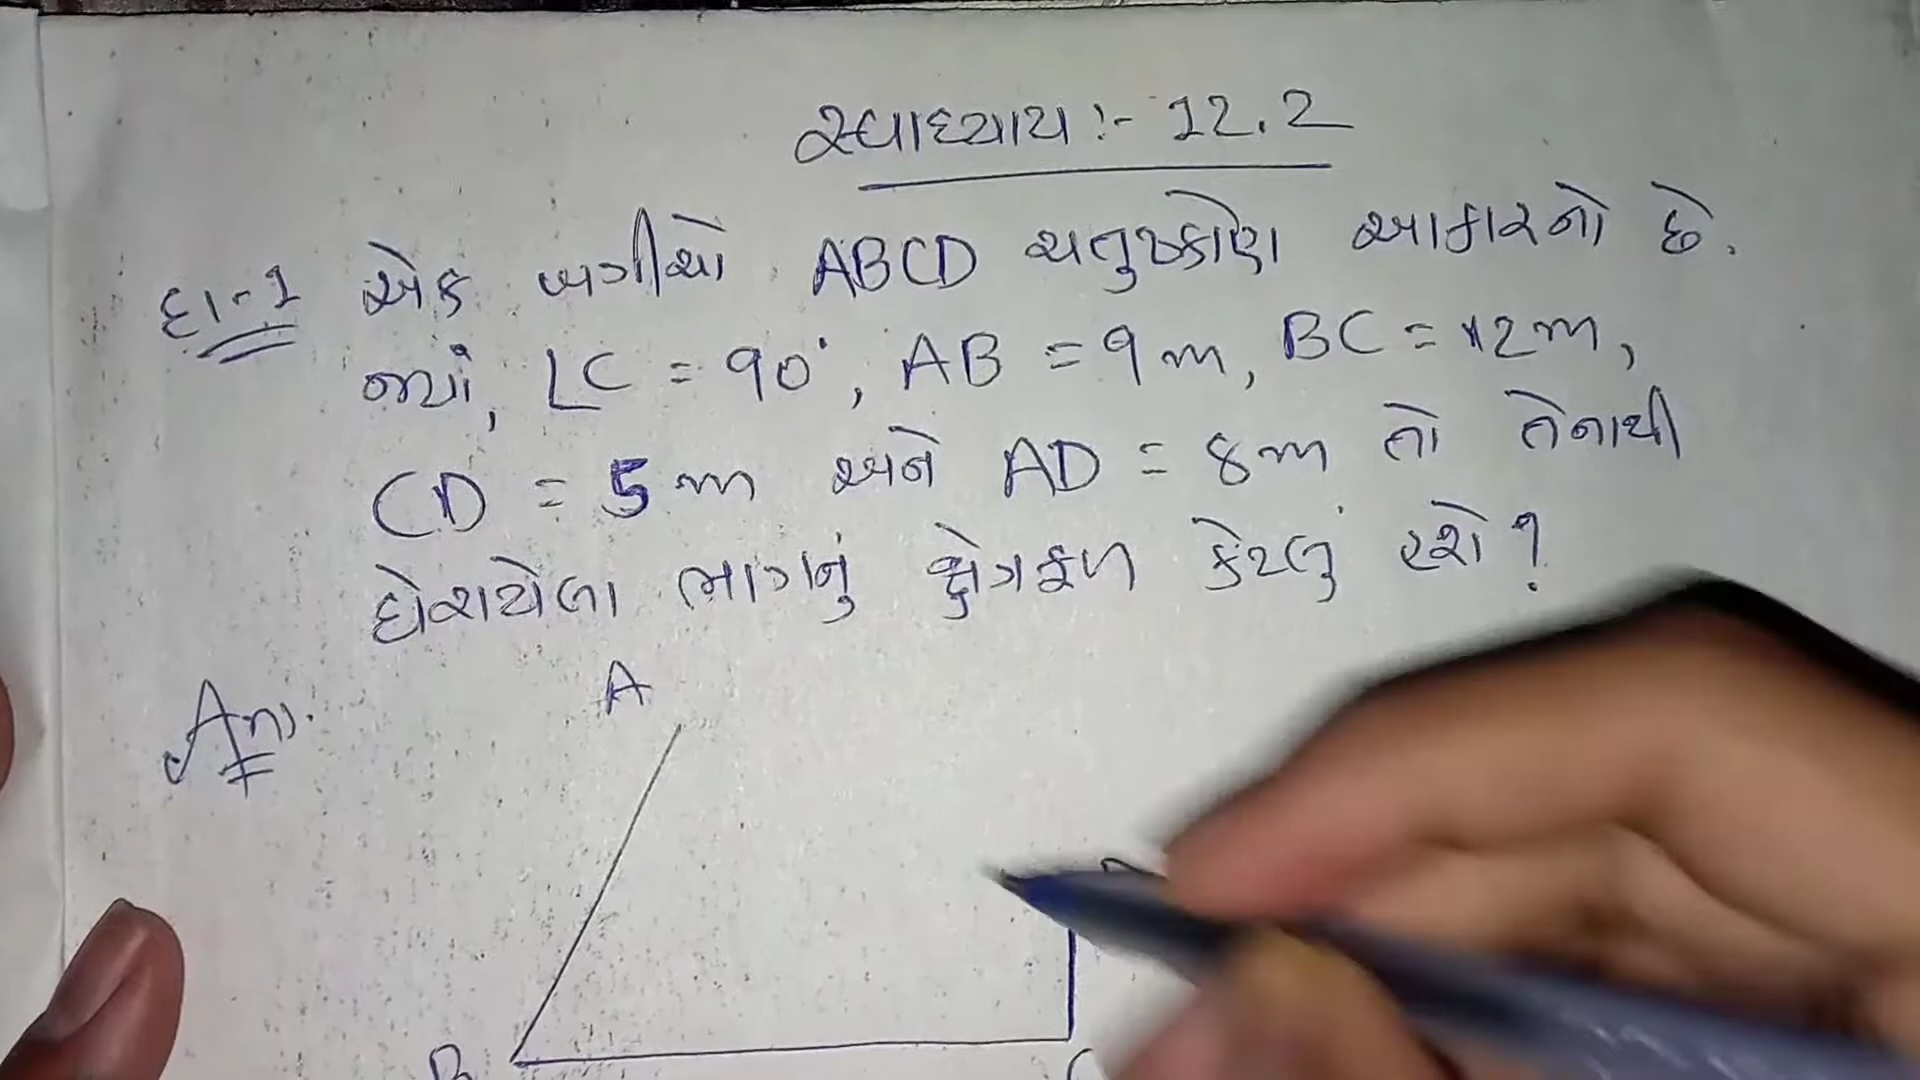 સ્વાધ્યાય :- 12.2
દા-1 એક બગીચો ABCD ચતુષ્કોણ આકારનો છે.
જ્યાં, ∠C = 90°, AB = 9 m, BC = 12 m,
CD = 5 m અને AD = 8 m તો તેનાથી
ઘેરાયેલા ભાગનું ક્ષેત્રફળ કેટલું હશે?
Ans.
A
B